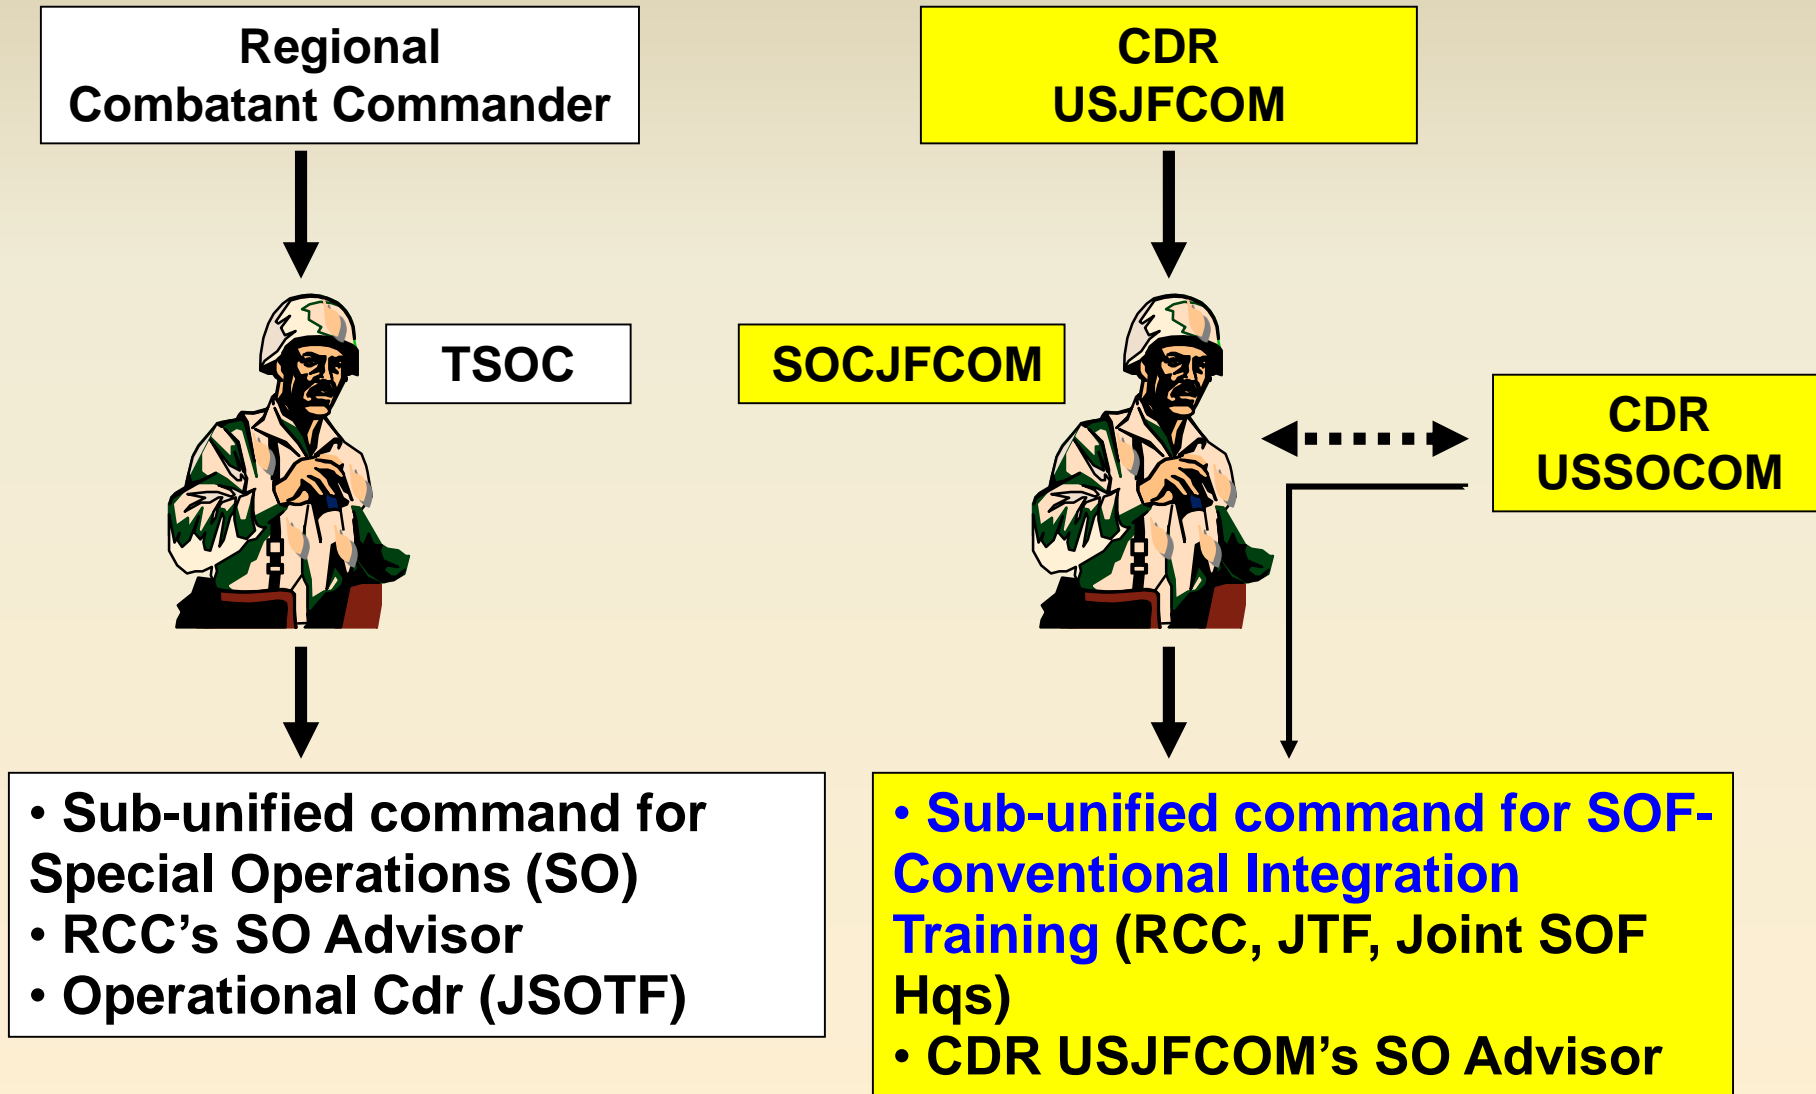 Regional
Combatant Commander
CDR
USJFCOM
TSOC
SOCJFCOM
CDR
USSOCOM
• Sub-unified command for
Special Operations (SO)
• RCC's SO Advisor
• Operational Cdr (JSOTF)
• Sub-unified command for SOF-
Conventional Integration
Training (RCC, JTF, Joint SOF
Hqs)
• CDR USJFCOM's SO Advisor